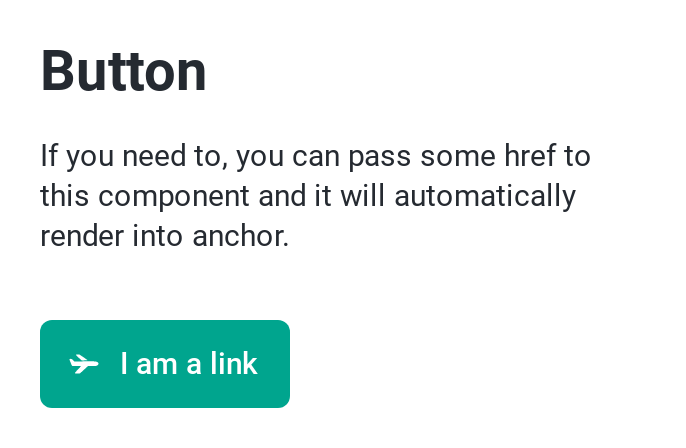 Button
If you need to, you can pass some href to
this component and it will automatically
render into anchor.
I am a link